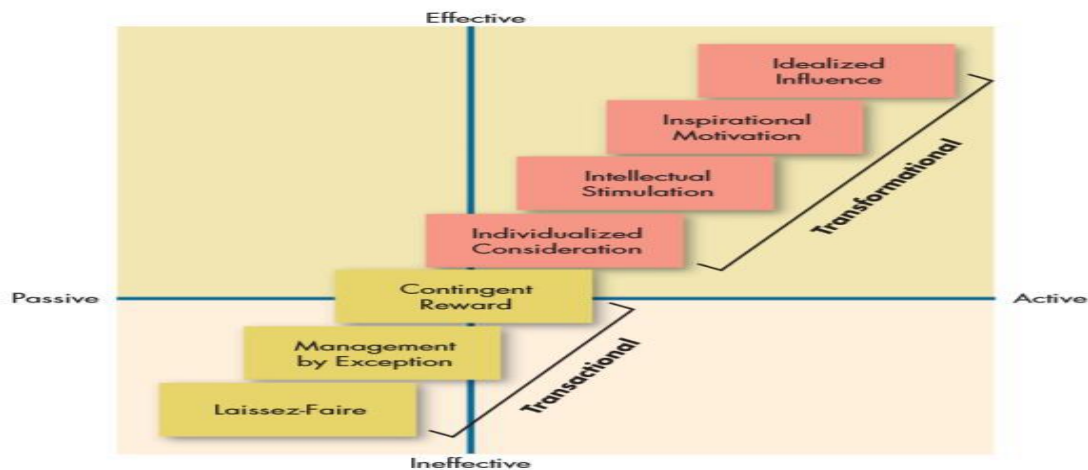 Effective
Idealized
Influence
Inspirational
Motivation
Intellectual
Stimulation
Transformational
Individualized
Consideration
Contingent
Reward
Passive
Active
Management
by Exception
Transactional
Laissez-Faire
Ineffective